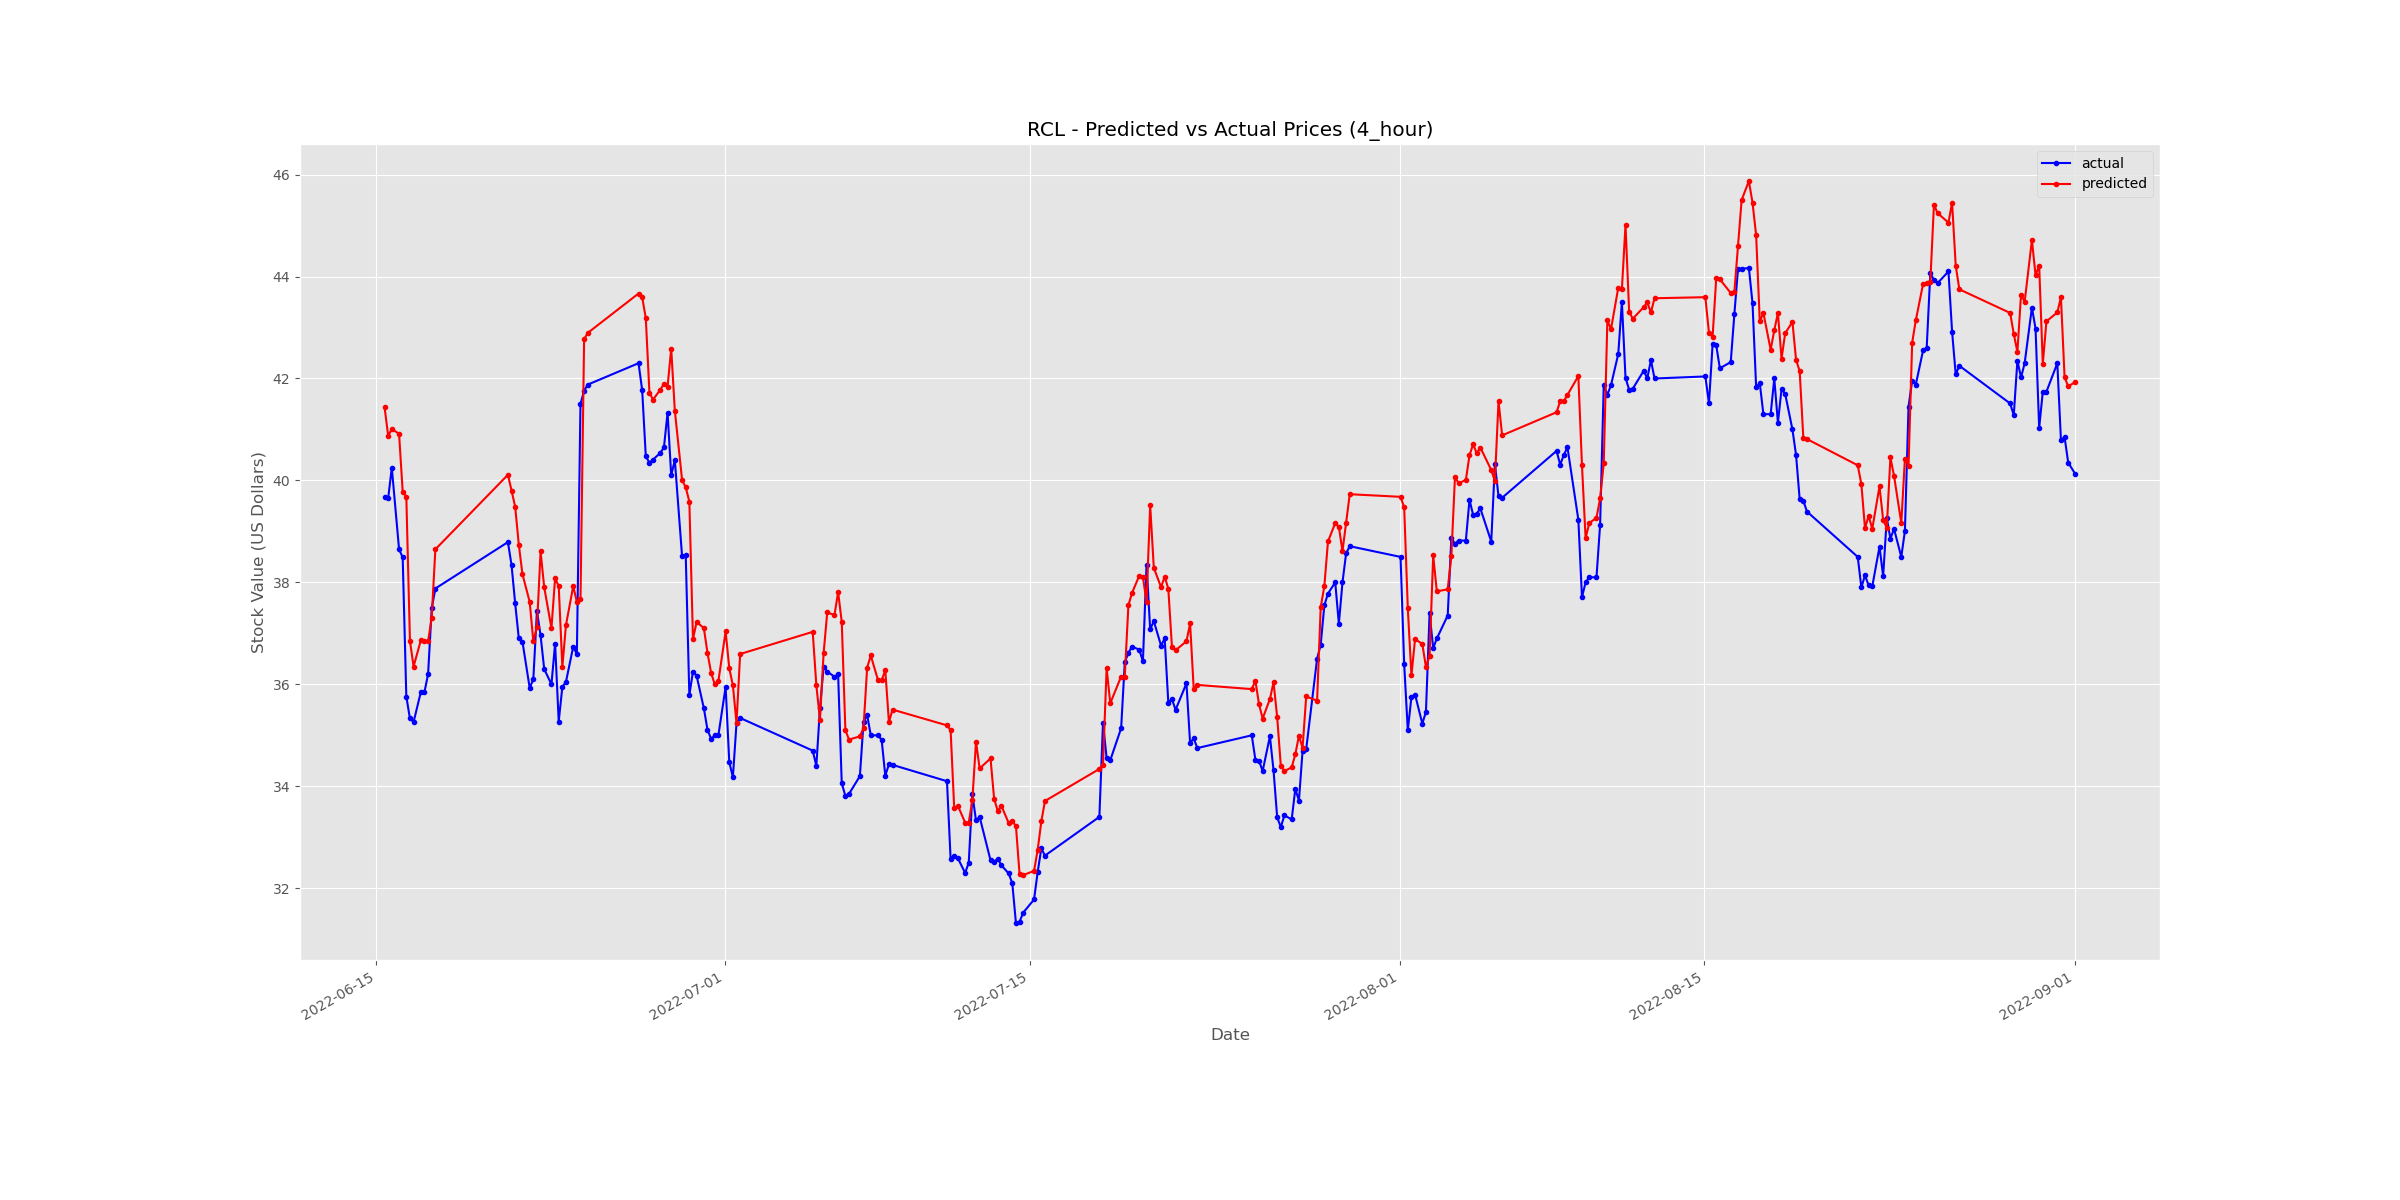 RCL - Predicted vs Actual Prices (4_hour)
actual
predicted
46
44
42
40
38
36
34
32
Stock Value (US Dollars)
2022-06-15
2022-07-01
2022-07-15
2022-08-01
2022-08-15
2022-09-01
Date